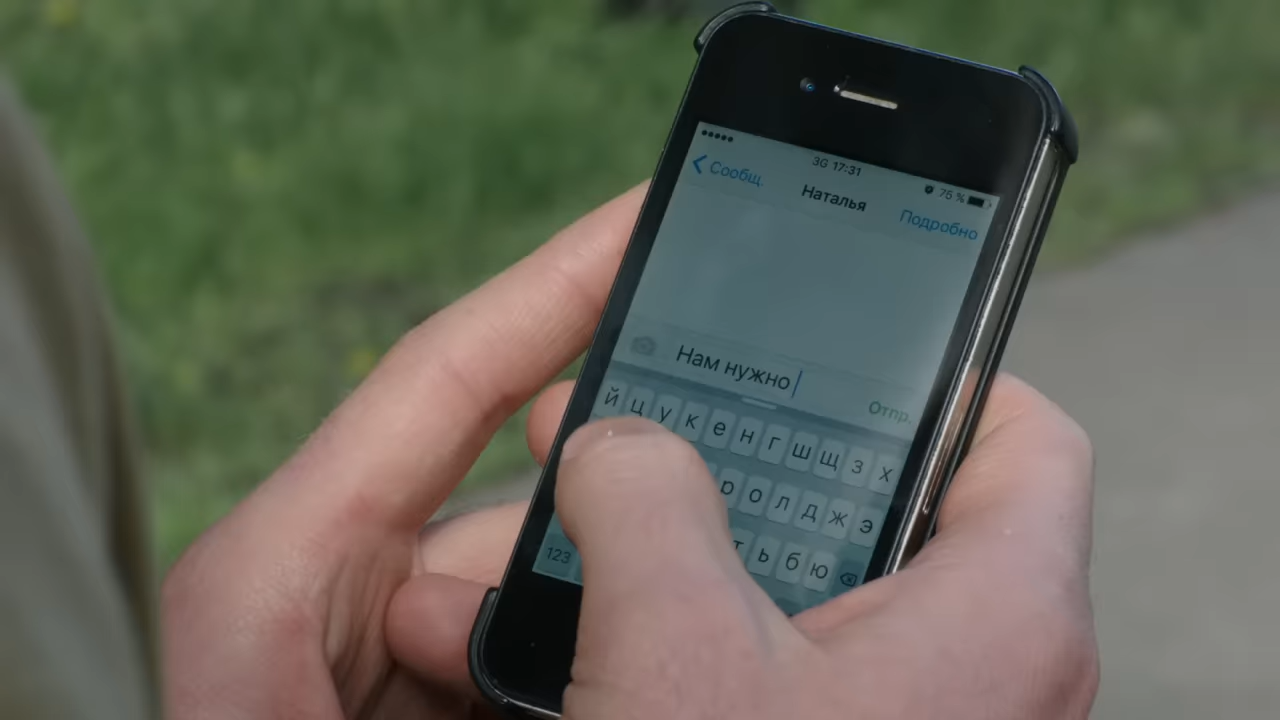 3G 17:31
75 %
Сообщ.
Наталья
Подробно
Нам нужно
Отпр.
й ц у к е н г ш щ з х
р о л д ж э
т ь б ю
123